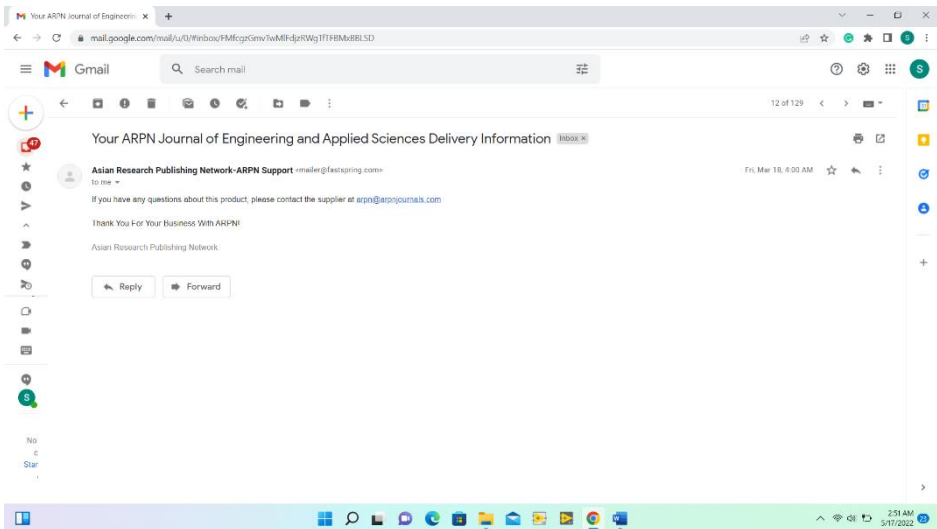 Your ARPN Journal of Engineerin
mail.google.com/mail/u/0/#inbox/FMfcgzGmvTwMlFdjzRWgTfTFBMxBBLSD
S
Gmail
Search mail
S
12 of 129
47
Your ARPN Journal of Engineering and Applied Sciences Delivery Information Inbox ×
Asian Research Publishing Network-ARPN Support <mailer@fastspring.com>
Fri, Mar 18, 4:00 AM
to me
If you have any questions about this product, please contact the supplier at arpn@arpnjournals.com
Thank You For Your Business With ARPN!
Asian Research Publishing Network
Reply
Forward
S
No
c
Star
2:51 AM
5/17/2022